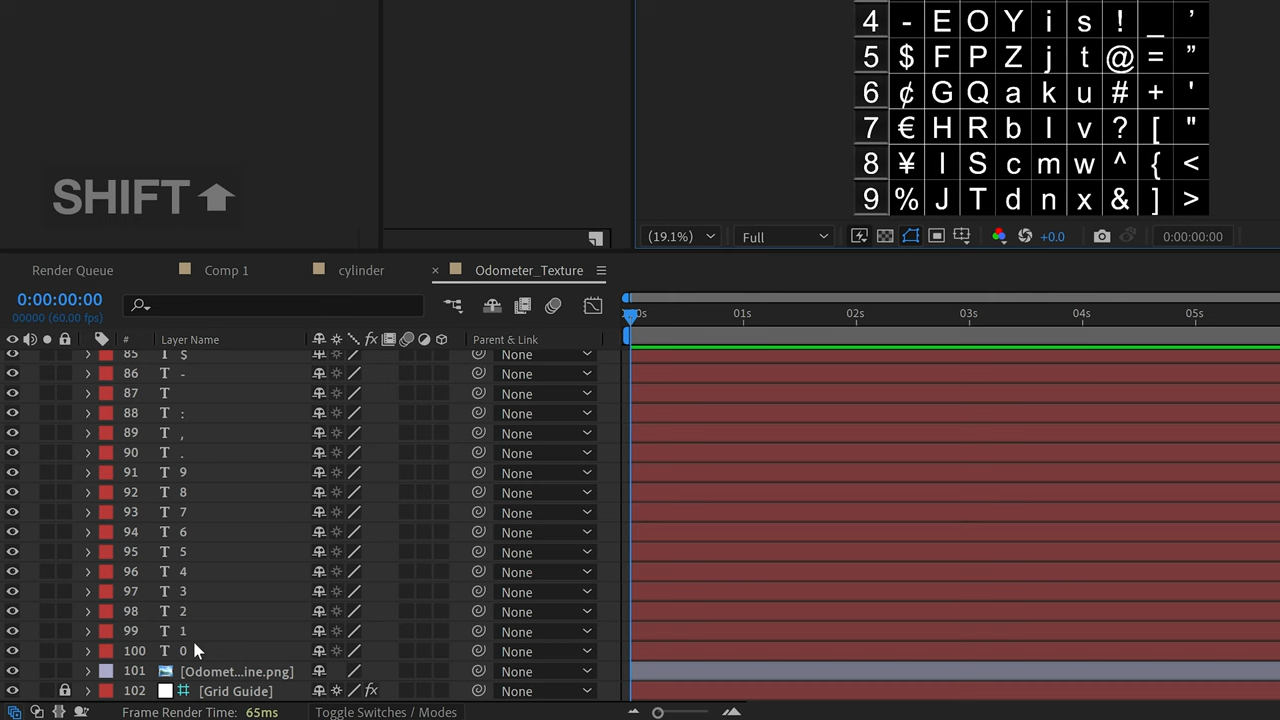 4 - E O Y i s ! _ ’
5 $ F P Z j t @ = ”
6 ¢ G Q a k u # + '
7 € H R b l v ? [ "
8 ¥ I S c m w ^ { <
9 % J T d n x & ] >
SHIFT
(19.1%) Full +0.0 0:00:00:00
Render Queue Comp 1 cylinder × Odometer_Texture
0:00:00:00
00000 (60.00 fps)
:00s 01s 02s 03s 04s 05s
# Layer Name fx Parent & Link
85 T $ None
86 T - None
87 T None
88 T : None
89 T , None
90 T . None
91 T 9 None
92 T 8 None
93 T 7 None
94 T 6 None
95 T 5 None
96 T 4 None
97 T 3 None
98 T 2 None
99 T 1 None
100 T 0 None
101 [Odomet...ine.png] None
102 [Grid Guide] fx None
Frame Render Time: 65ms Toggle Switches / Modes